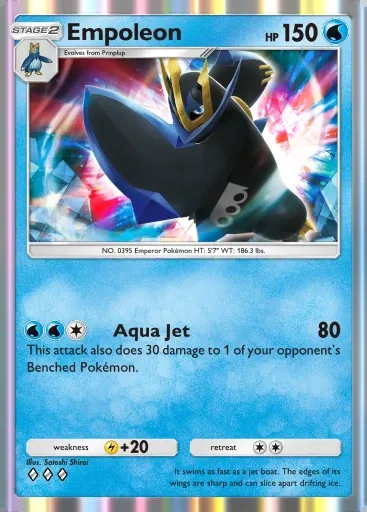 STAGE 2 Empoleon HP 150
Evolves from Prinplup
NO. 0395 Emperor Pokémon HT: 5'7" WT: 186.3 lbs.
Aqua Jet 80
This attack also does 30 damage to 1 of your opponent's
Benched Pokémon.
weakness +20 retreat
Illus. Satoshi Shirai
It swims as fast as a jet boat. The edges of its
wings are sharp and can slice apart drifting ice.